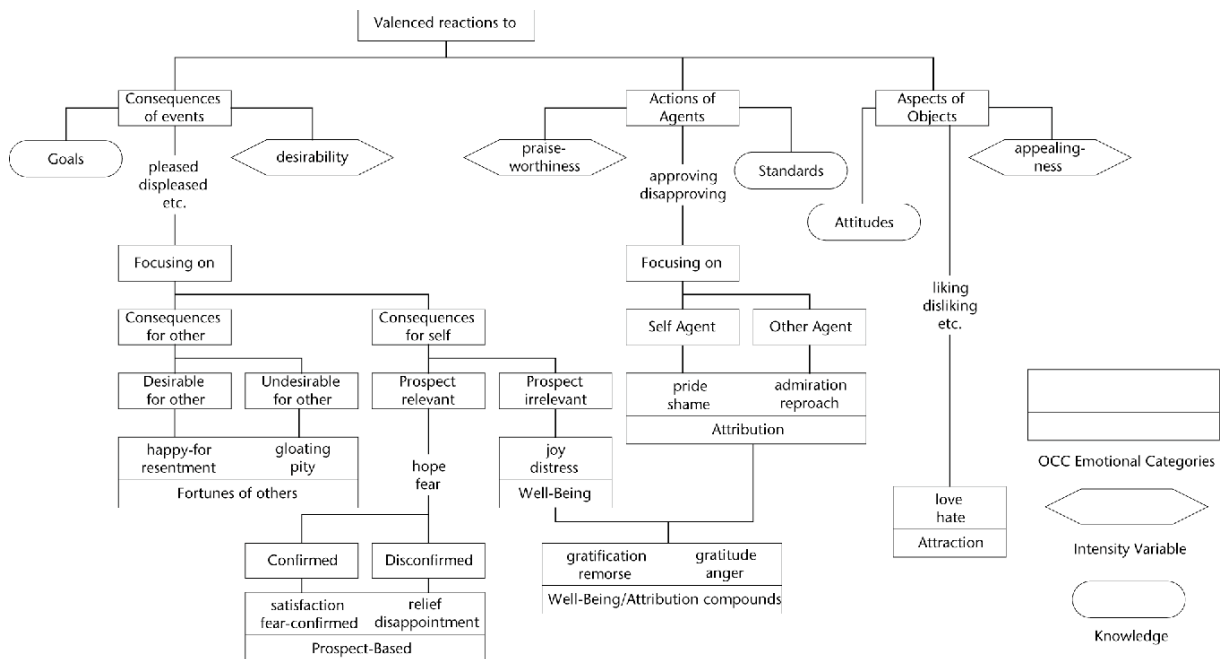 Valenced reactions to
Consequences
of events
Actions of
Agents
Aspects of
Objects
Goals
desirability
praise-
worthiness
Standards
Attitudes
appealing-
ness
pleased
displeased
etc.
approving
disapproving
liking
disliking
etc.
Focusing on
Focusing on
Consequences
for other
Consequences
for self
Self Agent
Other Agent
Desirable
for other
Undesirable
for other
Prospect
relevant
Prospect
irrelevant
pride
shame
admiration
reproach
Attribution
happy-for
resentment
gloating
pity
Fortunes of others
hope
fear
joy
distress
Well-Being
love
hate
Attraction
Confirmed
Disconfirmed
satisfaction
fear-confirmed
relief
disappointment
Prospect-Based
gratification
remorse
gratitude
anger
Well-Being/Attribution compounds
OCC Emotional Categories
Intensity Variable
Knowledge